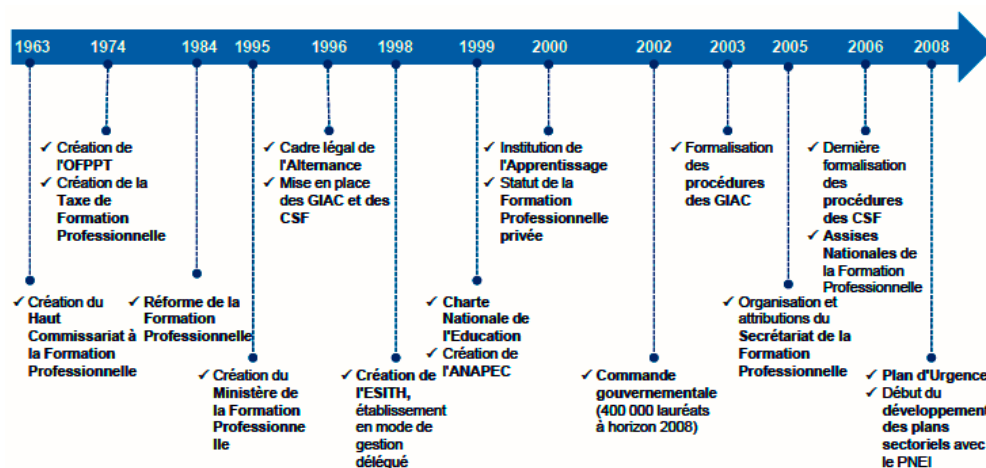 1963 1974 1984 1995 1996 1998 1999 2000 2002 2003 2005 2006 2008
✓ Création du
Haut
Commissariat à
la Formation
Professionnelle
✓ Création de
l'OFPPT
✓ Création de la
Taxe de
Formation
Professionnelle
✓ Réforme de la
Formation
Professionnelle
✓ Création du
Ministère de
la Formation
Professionne
lle
✓ Cadre légal de
l'Alternance
✓ Mise en place
des GIAC et des
CSF
✓ Création de
l'ESITH,
établissement
en mode de
gestion
délégué
✓ Charte
Nationale de
l'Education
✓ Création de
l'ANAPEC
✓ Institution de
l'Apprentissage
✓ Statut de la
Formation
Professionnelle
privée
✓ Commande
gouvernementale
(400 000 lauréats
à horizon 2008)
✓ Formalisation
des
procédures
des GIAC
✓ Organisation et
attributions du
Secrétariat de la
Formation
Professionnelle
✓ Dernière
formalisation
des
procédures
des CSF
✓ Assises
Nationales de
la Formation
Professionnelle
✓ Plan d'Urgence
✓ Début du
développement
des plans
sectoriels avec
le PNEI